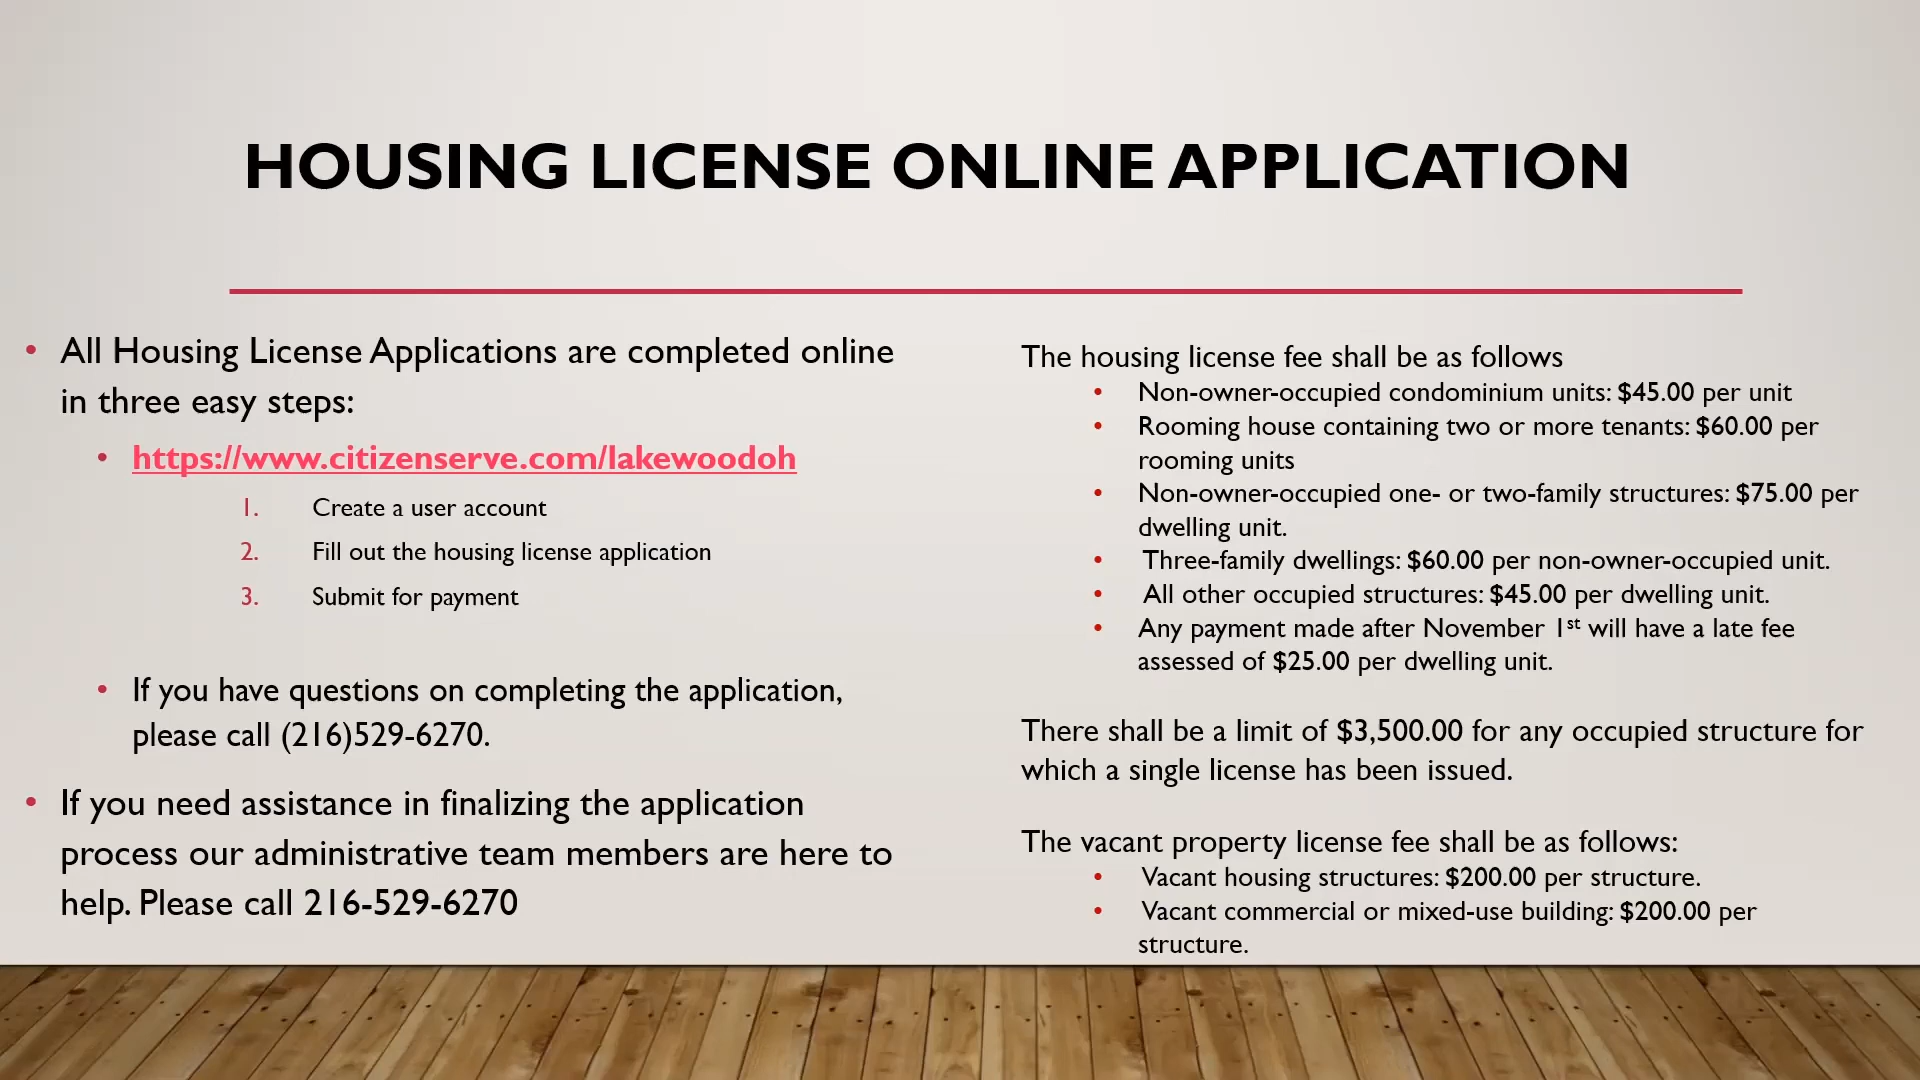 HOUSING LICENSE ONLINE APPLICATION
• All Housing License Applications are completed online
in three easy steps:
• https://www.citizenserve.com/lakewoodoh
1. Create a user account
2. Fill out the housing license application
3. Submit for payment
• If you have questions on completing the application,
please call (216)529-6270.
• If you need assistance in finalizing the application
process our administrative team members are here to
help. Please call 216-529-6270
The housing license fee shall be as follows
• Non-owner-occupied condominium units: $45.00 per unit
• Rooming house containing two or more tenants: $60.00 per
rooming units
• Non-owner-occupied one- or two-family structures: $75.00 per
dwelling unit.
• Three-family dwellings: $60.00 per non-owner-occupied unit.
• All other occupied structures: $45.00 per dwelling unit.
• Any payment made after November 1st will have a late fee
assessed of $25.00 per dwelling unit.
There shall be a limit of $3,500.00 for any occupied structure for
which a single license has been issued.
The vacant property license fee shall be as follows:
• Vacant housing structures: $200.00 per structure.
• Vacant commercial or mixed-use building: $200.00 per
structure.